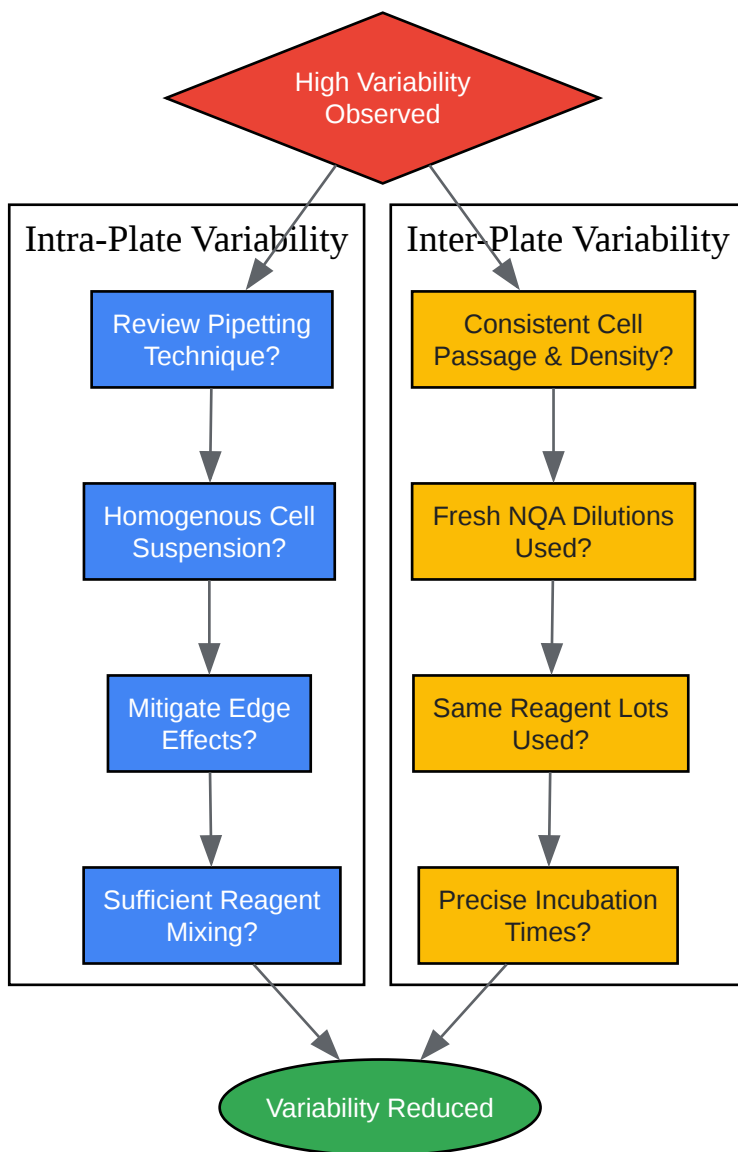 High Variability
Observed
Intra-Plate Variability
Review Pipetting
Technique?
Homogenous Cell
Suspension?
Mitigate Edge
Effects?
Sufficient Reagent
Mixing?
Inter-Plate Variability
Consistent Cell
Passage & Density?
Fresh NQA Dilutions
Used?
Same Reagent Lots
Used?
Precise Incubation
Times?
Variability Reduced